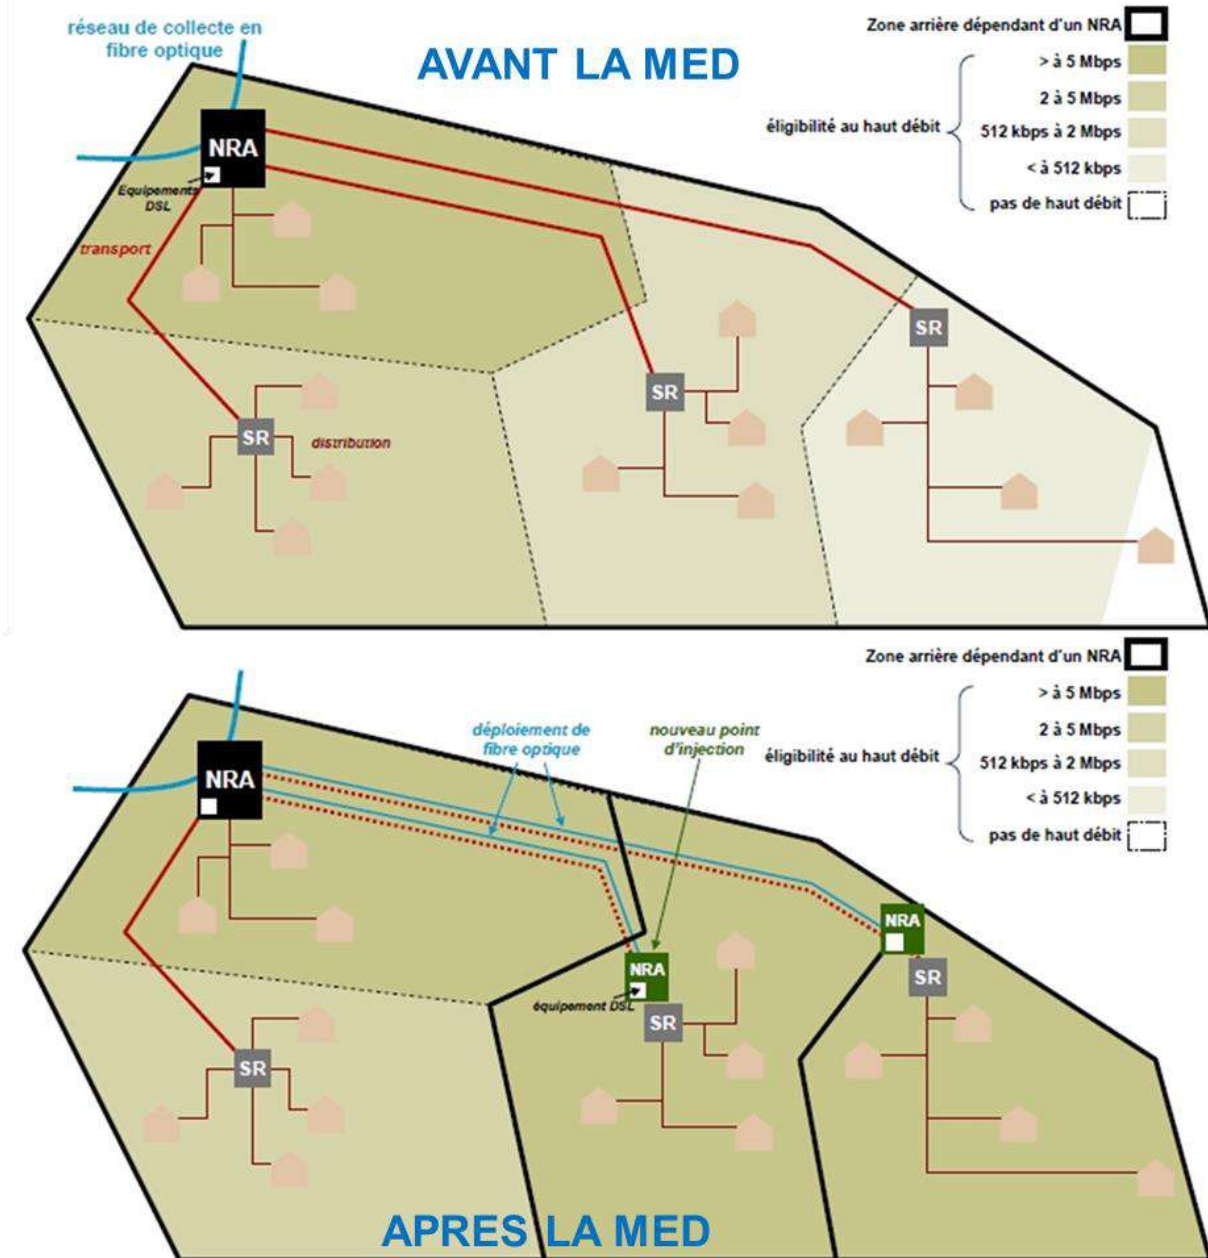 réseau de collecte en
fibre optique
AVANT LA MED
Zone arrière dépendant d'un NRA
> à 5 Mbps
2 à 5 Mbps
éligibilité au haut débit
512 kbps à 2 Mbps
< à 512 kbps
pas de haut débit
NRA
Equipements
DSL
transport
SR
SR
SR
distribution
Zone arrière dépendant d'un NRA
> à 5 Mbps
2 à 5 Mbps
éligibilité au haut débit
512 kbps à 2 Mbps
< à 512 kbps
pas de haut débit
déploiement de
fibre optique
nouveau point
d'injection
NRA
NRA
NRA
équipement DSL
SR
SR
SR
APRES LA MED